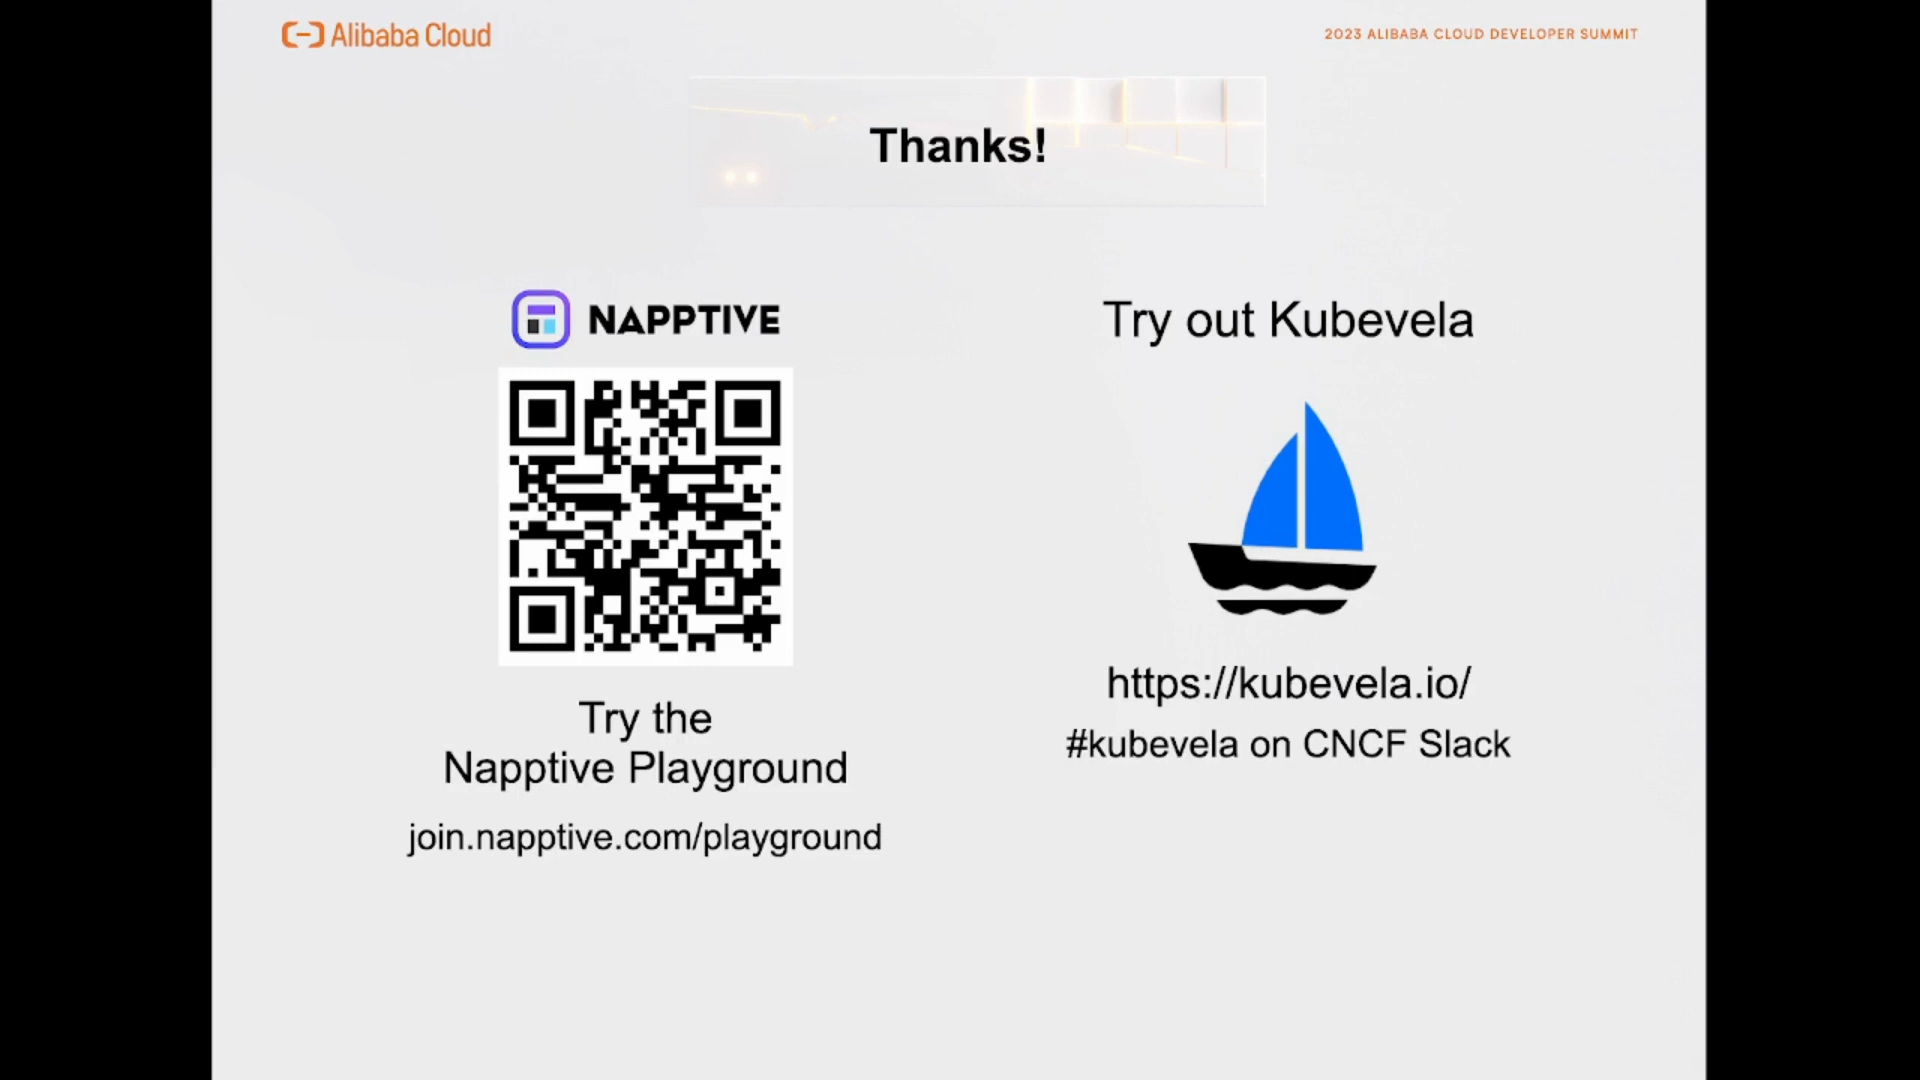 Alibaba Cloud
2023 ALIBABA CLOUD DEVELOPER SUMMIT
Thanks!
NAPPTIVE
Try the
Napptive Playground
join.napptive.com/playground
Try out Kubevela
https://kubevela.io/
#kubevela on CNCF Slack